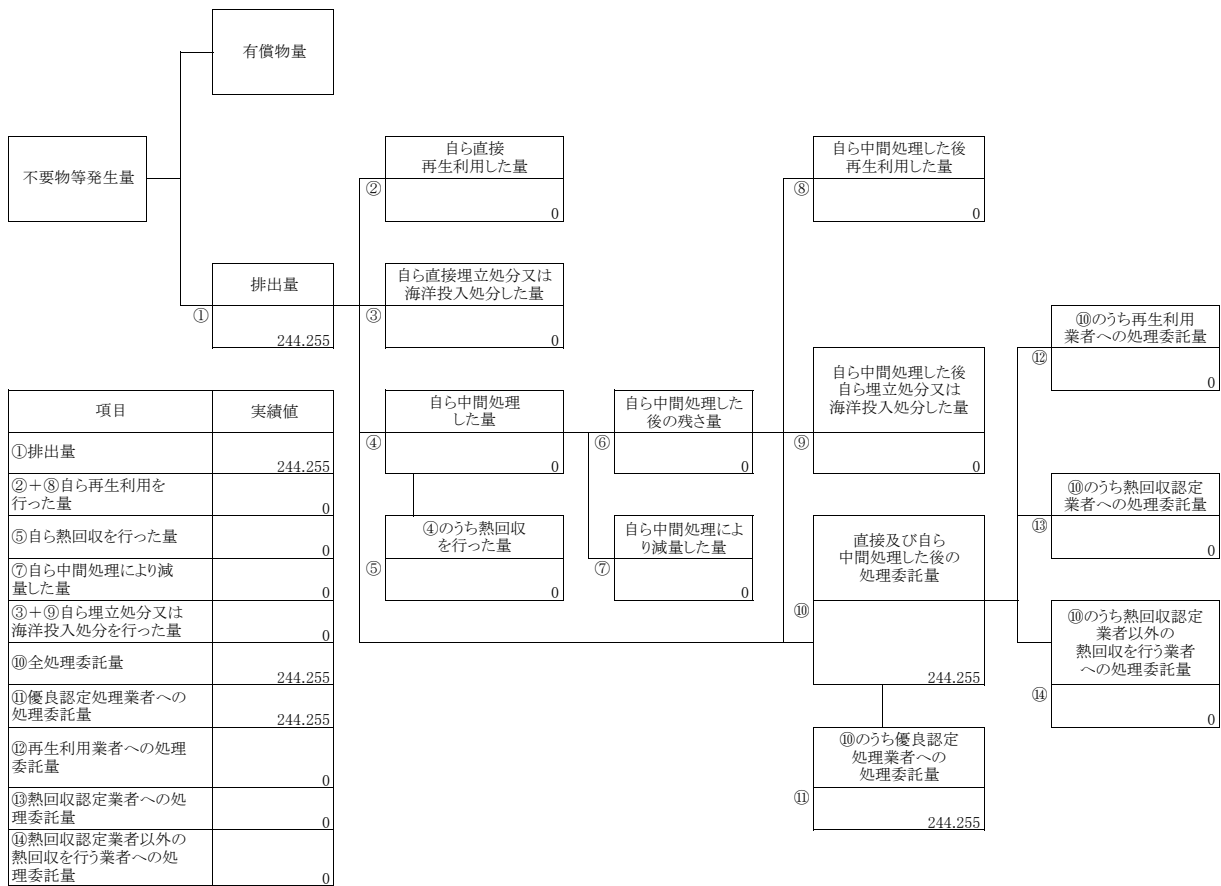 有償物量
不要物等発生量
自ら直接
再生利用した量
②
0
自ら中間処理した後
再生利用した量
⑧
0
排出量
①
244.255
自ら直接埋立処分又は
海洋投入処分した量
③
0
⑩のうち再生利用
業者への処理委託量
⑫
0
自ら中間処理
した量
④
0
自ら中間処理した
後の残さ量
⑥
0
自ら中間処理した後
自ら埋立処分又は
海洋投入処分した量
⑨
0
⑩のうち熱回収認定
業者への処理委託量
⑬
0
④のうち熱回収
を行った量
⑤
0
自ら中間処理によ
り減量した量
⑦
0
直接及び自ら
中間処理した後の
処理委託量
⑩
244.255
⑩のうち熱回収認定
業者以外の
熱回収を行う業者
への処理委託量
⑭
0
⑩のうち優良認定
処理業者への
処理委託量
⑪
244.255
項目 実績値
①排出量
244.255
②+⑧自ら再生利用を
行った量
0
⑤自ら熱回収を行った量
0
⑦自ら中間処理により減
量した量
0
③+⑨自ら埋立処分又は
海洋投入処分を行った量
0
⑩全処理委託量
244.255
⑪優良認定処理業者への
処理委託量
244.255
⑫再生利用業者への処理
委託量
0
⑬熱回収認定業者への処
理委託量
0
⑭熱回収認定業者以外の
熱回収を行う業者への処
理委託量
0